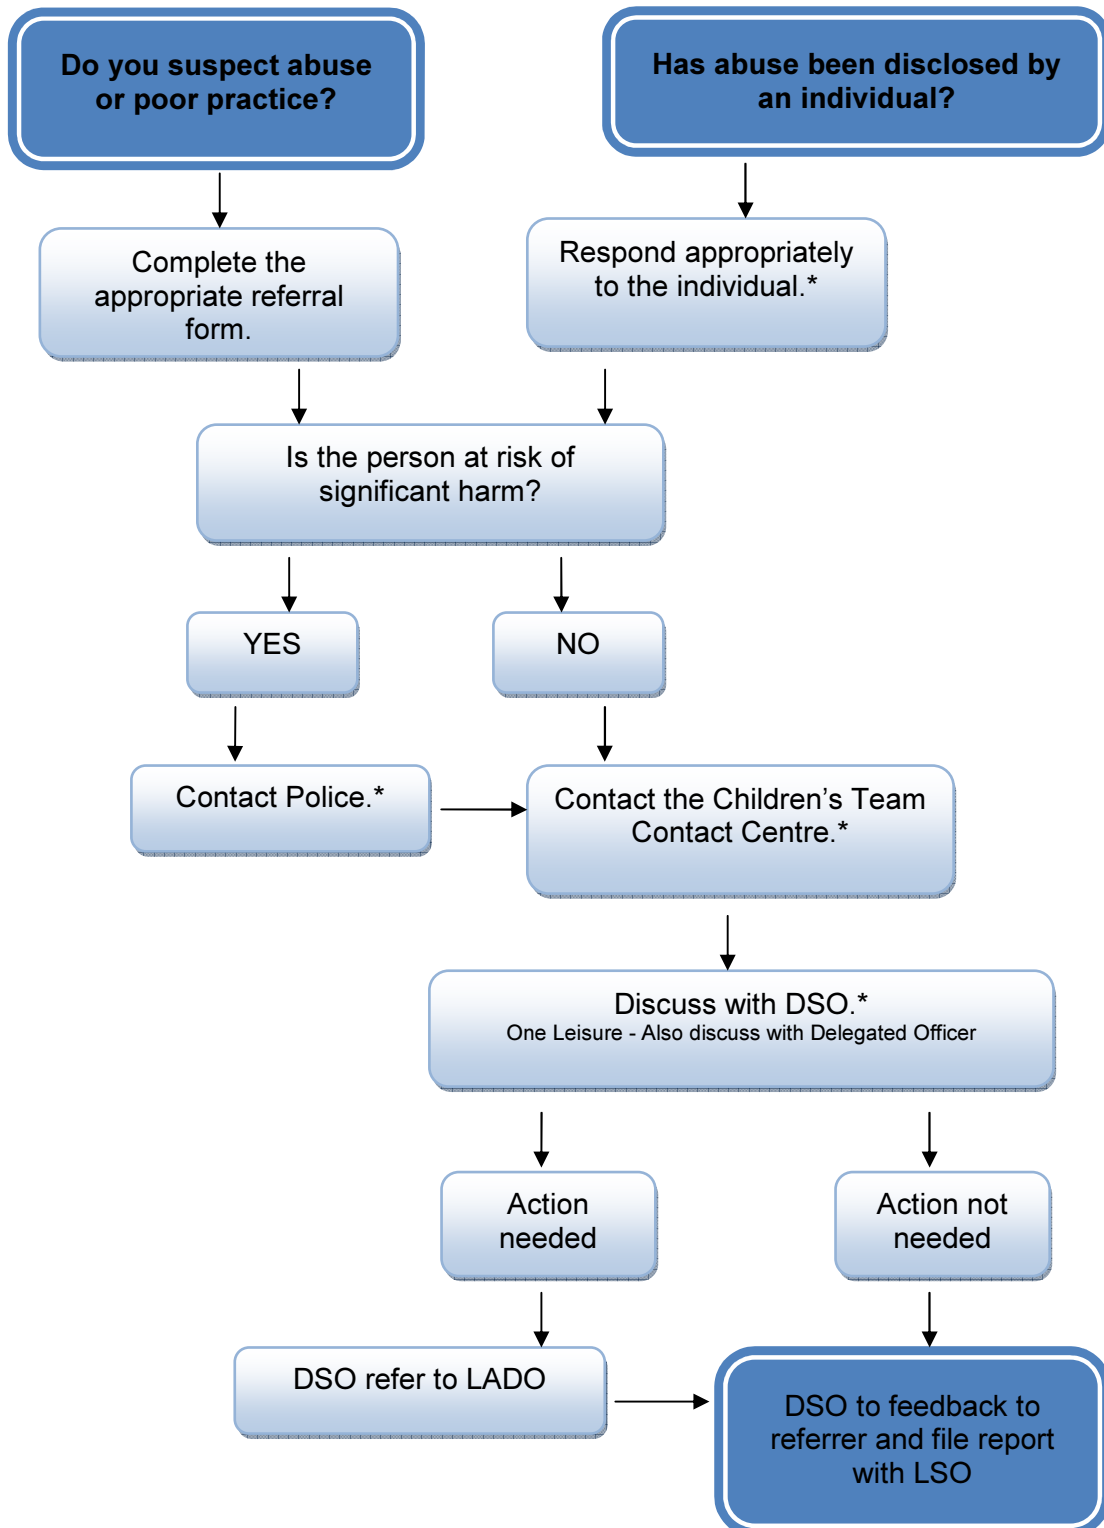 Do you suspect abuse
or poor practice?
Has abuse been disclosed by
an individual?
Complete the
appropriate referral
form.
Respond appropriately
to the individual.*
Is the person at risk of
significant harm?
YES
NO
Contact Police.*
Contact the Children’s Team
Contact Centre.*
Discuss with DSO.*
One Leisure - Also discuss with Delegated Officer
Action
needed
Action not
needed
DSO refer to LADO
DSO to feedback to
referrer and file report
with LSO